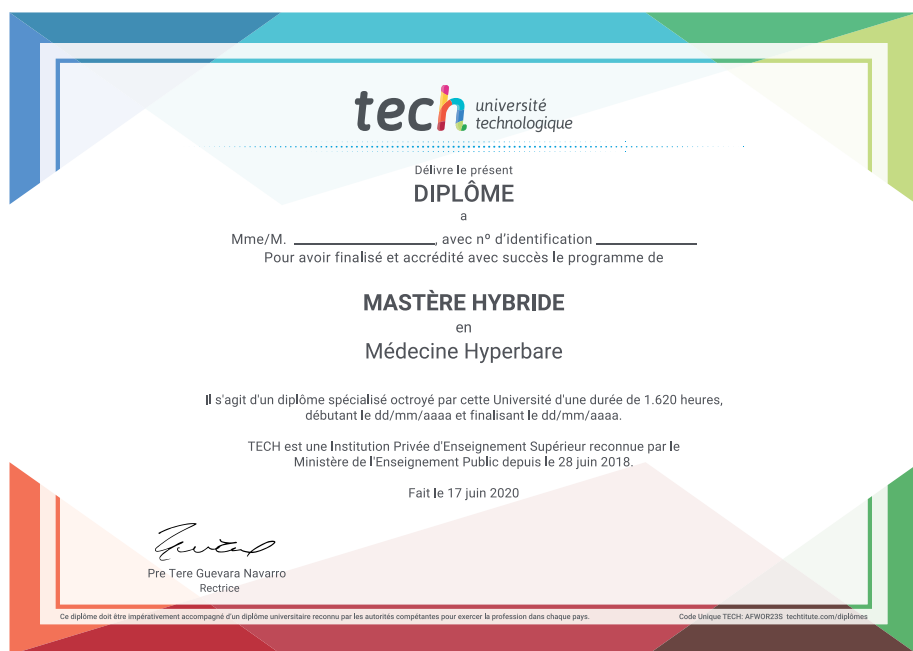 tech université
technologique
Délivre le présent
DIPLÔME
a
Mme/M. ____________________, avec nº d'identification ______________
Pour avoir finalisé et accrédité avec succès le programme de
MASTÈRE HYBRIDE
en
Médecine Hyperbare
Il s'agit d'un diplôme spécialisé octroyé par cette Université d'une durée de 1.620 heures,
débutant le dd/mm/aaaa et finalisant le dd/mm/aaaa.
TECH est une Institution Privée d'Enseignement Supérieur reconnue par le
Ministère de l'Enseignement Public depuis le 28 juin 2018.
Fait le 17 juin 2020
Pre Tere Guevara Navarro
Rectrice
Ce diplôme doit être impérativement accompagné d'un diplôme universitaire reconnu par les autorités compétantes pour exercer la profession dans chaque pays. Code Unique TECH: AFWOR23S techtitute.com/diplômes